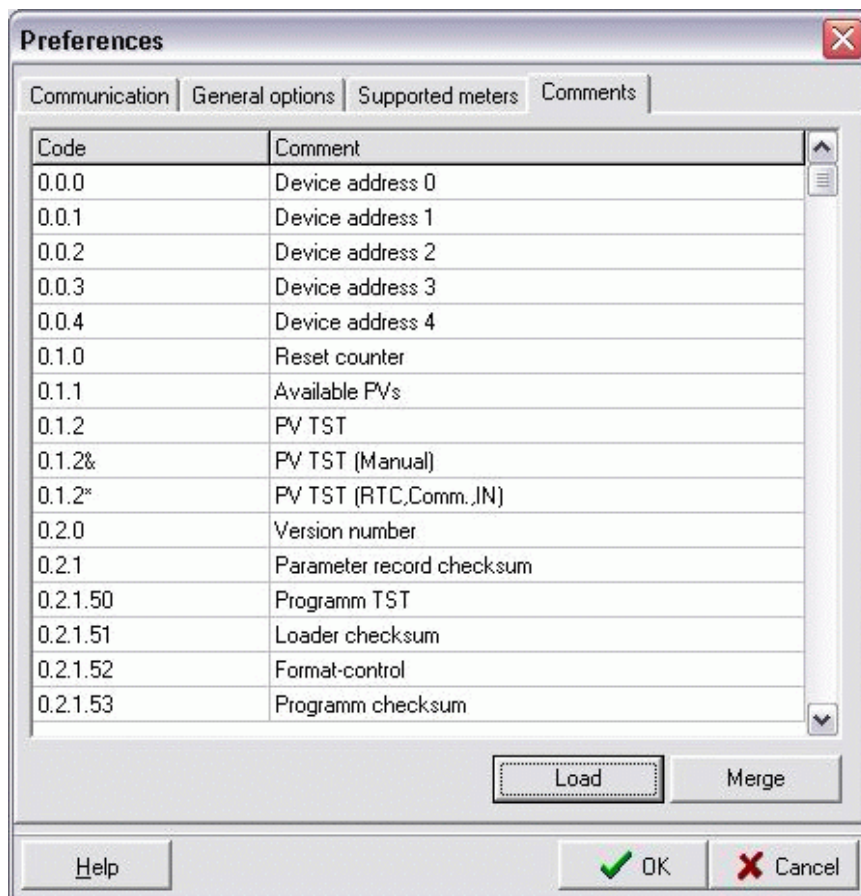 Preferences
Communication General options Supported meters Comments
Code Comment
0.0.0 Device address 0
0.0.1 Device address 1
0.0.2 Device address 2
0.0.3 Device address 3
0.0.4 Device address 4
0.1.0 Reset counter
0.1.1 Available PVs
0.1.2 PV TST
0.1.2& PV TST (Manual)
0.1.2* PV TST (RTC,Comm.,IN)
0.2.0 Version number
0.2.1 Parameter record checksum
0.2.1.50 Programm TST
0.2.1.51 Loader checksum
0.2.1.52 Format-control
0.2.1.53 Programm checksum
Load Merge
Help OK Cancel